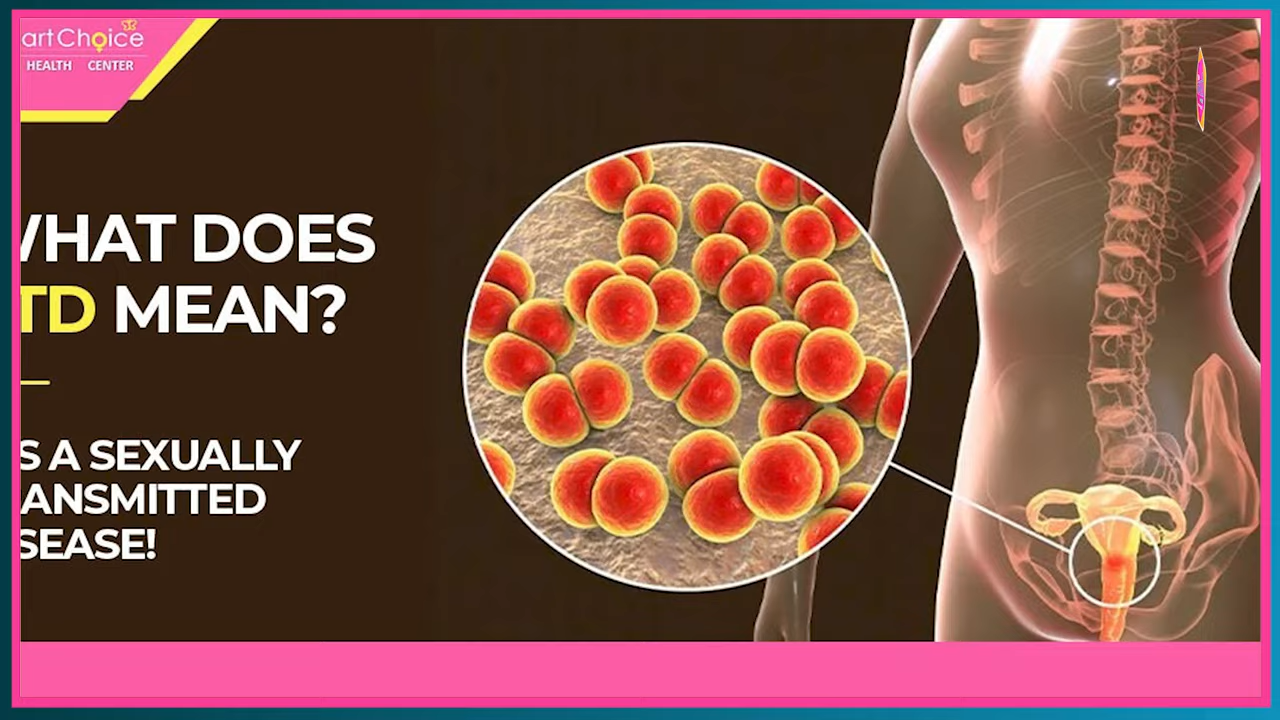 artChoice
HEALTH CENTER
WHAT DOES
TD MEAN?
S A SEXUALLY
ANSMITTED
SEASE!